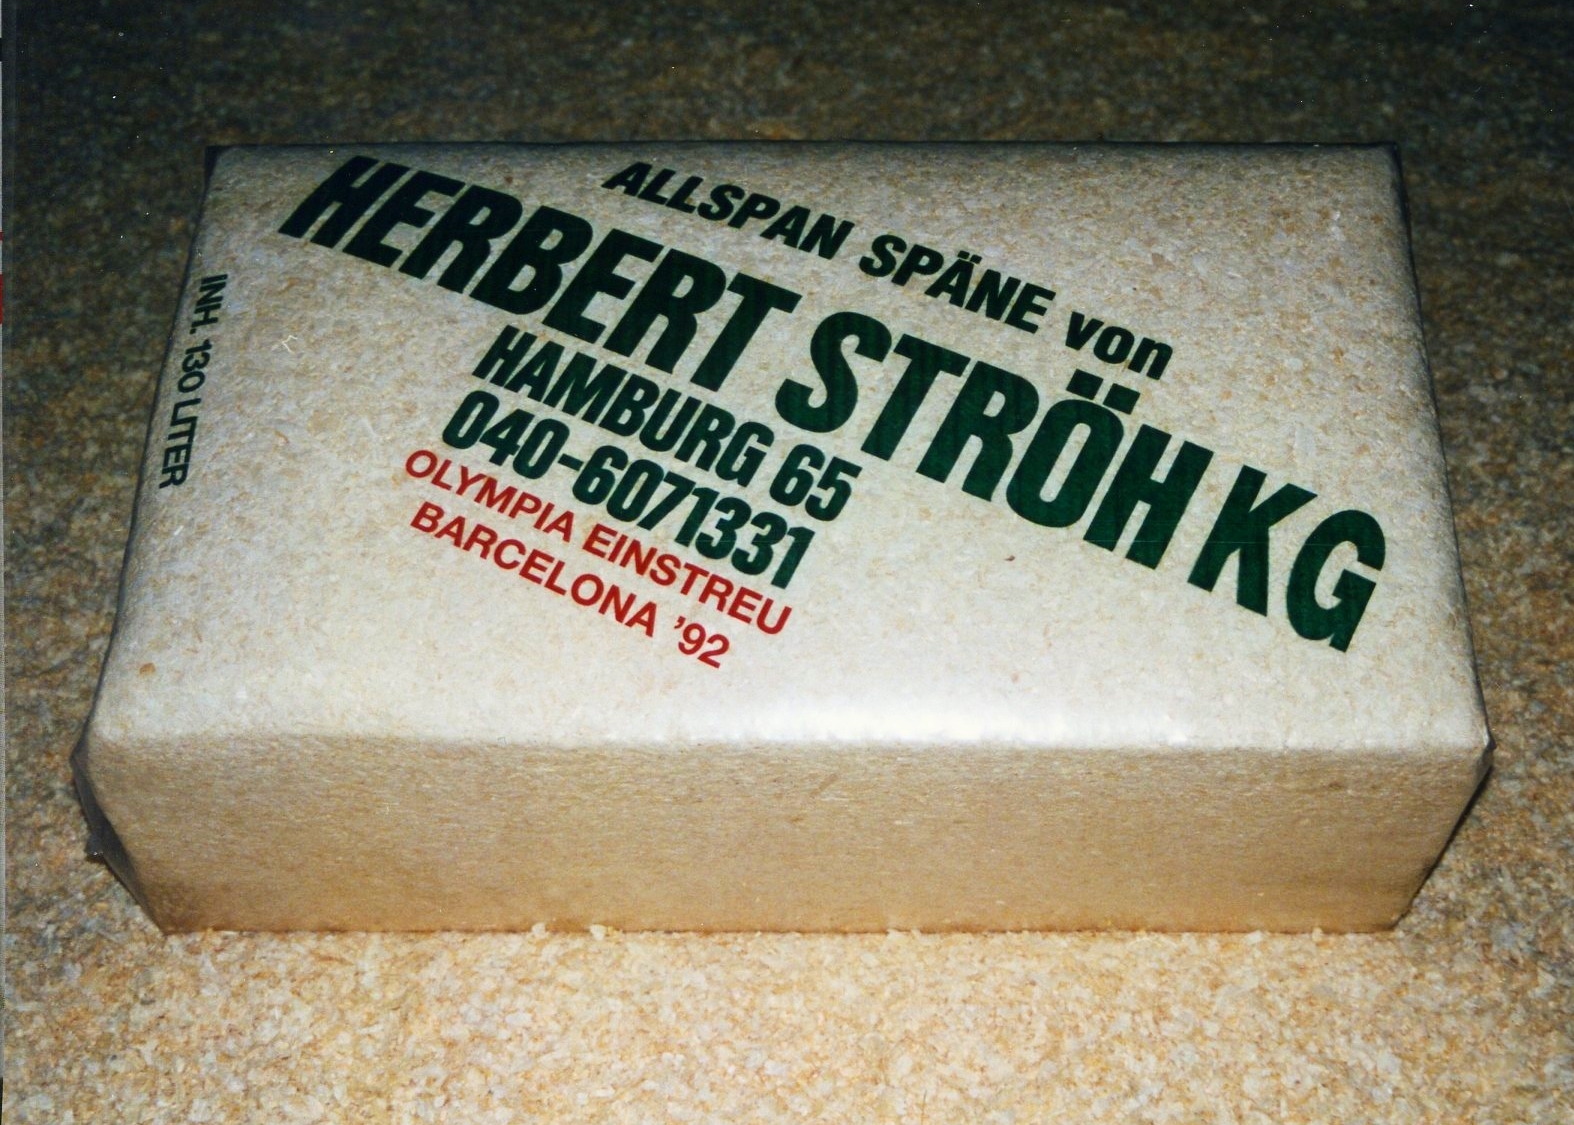 ALLSPAN SPÄNE von
HERBERT STRÖH KG
HAMBURG 65
040-6071331
OLYMPIA EINSTREU
BARCELONA '92
INH. 130 LITER